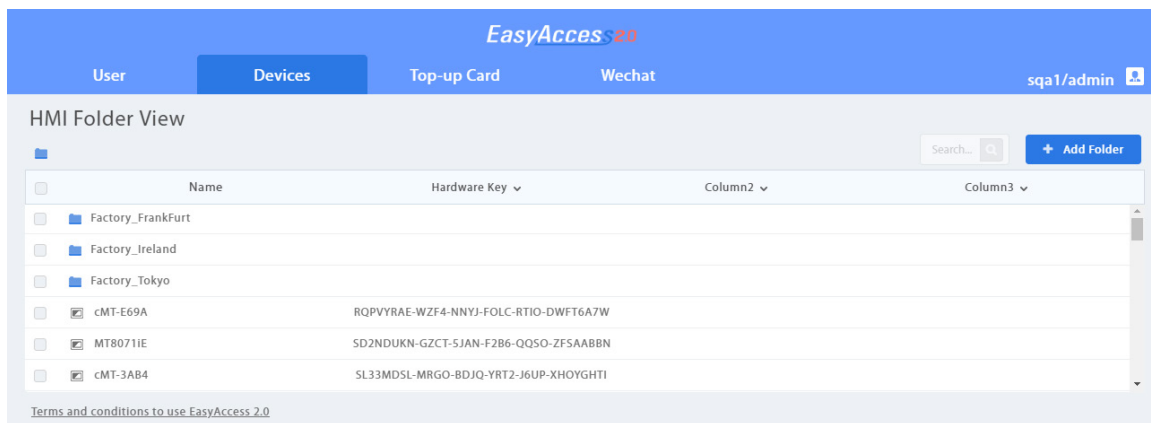 EasyAccess 2.0
User Devices Top-up Card Wechat sqa1/admin
HMI Folder View
Search... + Add Folder
Name Hardware Key Column2 Column3
Factory_FrankFurt
Factory_Ireland
Factory_Tokyo
cMT-E69A RQPVYRAE-WZF4-NNYJ-FOLC-RTIO-DWFT6A7W
MT8071iE SD2NDUKN-GZCT-5JAN-F2B6-QQSO-ZFSAABBN
cMT-3AB4 SL33MDSL-MRGO-BDJQ-YRT2-J6UP-XHOYGHTI
Terms and conditions to use EasyAccess 2.0